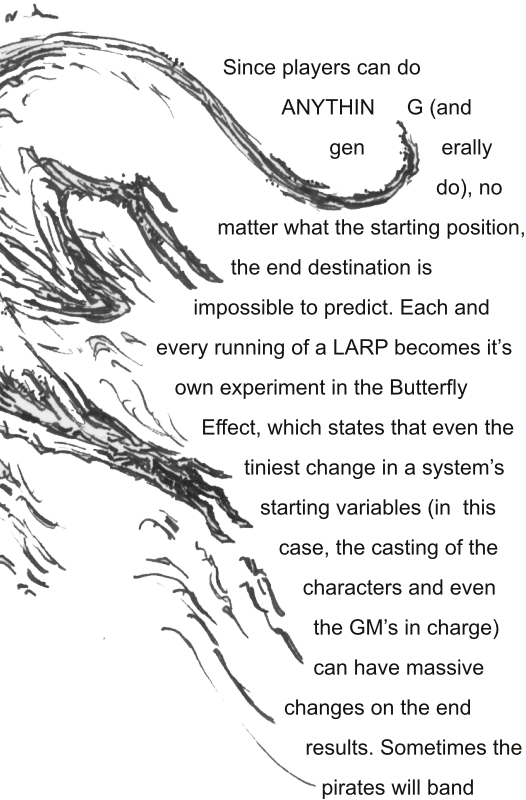 Since players can do
ANYTHIN G (and
gen erally
do), no
matter what the starting position,
the end destination is
impossible to predict. Each and
every running of a LARP becomes it’s
own experiment in the Butterfly
Effect, which states that even the
tiniest change in a system’s
starting variables (in this
case, the casting of the
characters and even
the GM’s in charge)
can have massive
changes on the end
results. Sometimes the
pirates will band